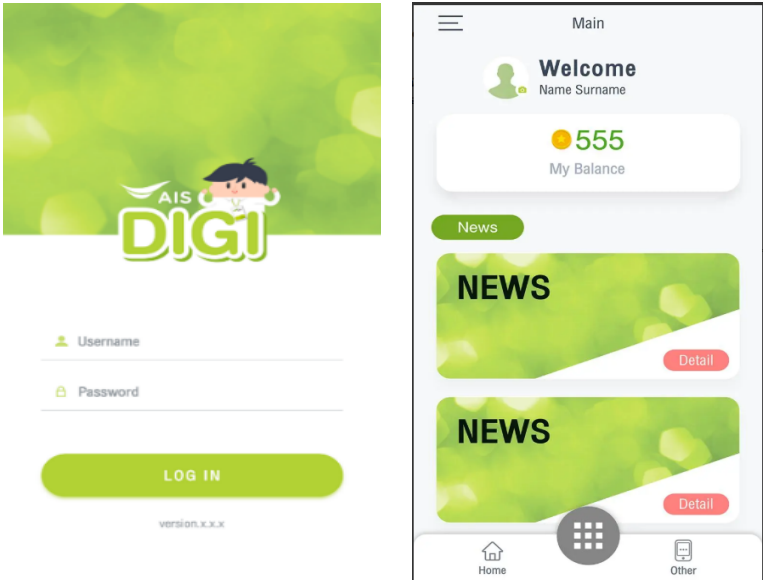 AIS
DIGI
Username
Password
LOG IN
version.x.x.x
Main
Welcome
Name Surname
555
My Balance
News
NEWS
Detail
NEWS
Detail
Home
Other